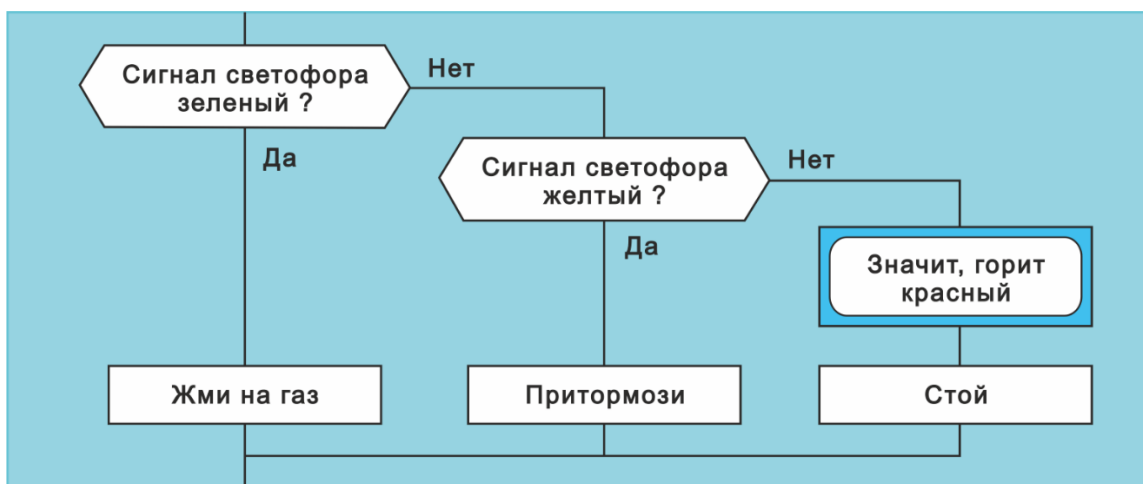 Сигнал светофора
зеленый ?
Нет
Да
Сигнал светофора
желтый ?
Нет
Да
Значит, горит
красный
Жми на газ
Притормози
Стой